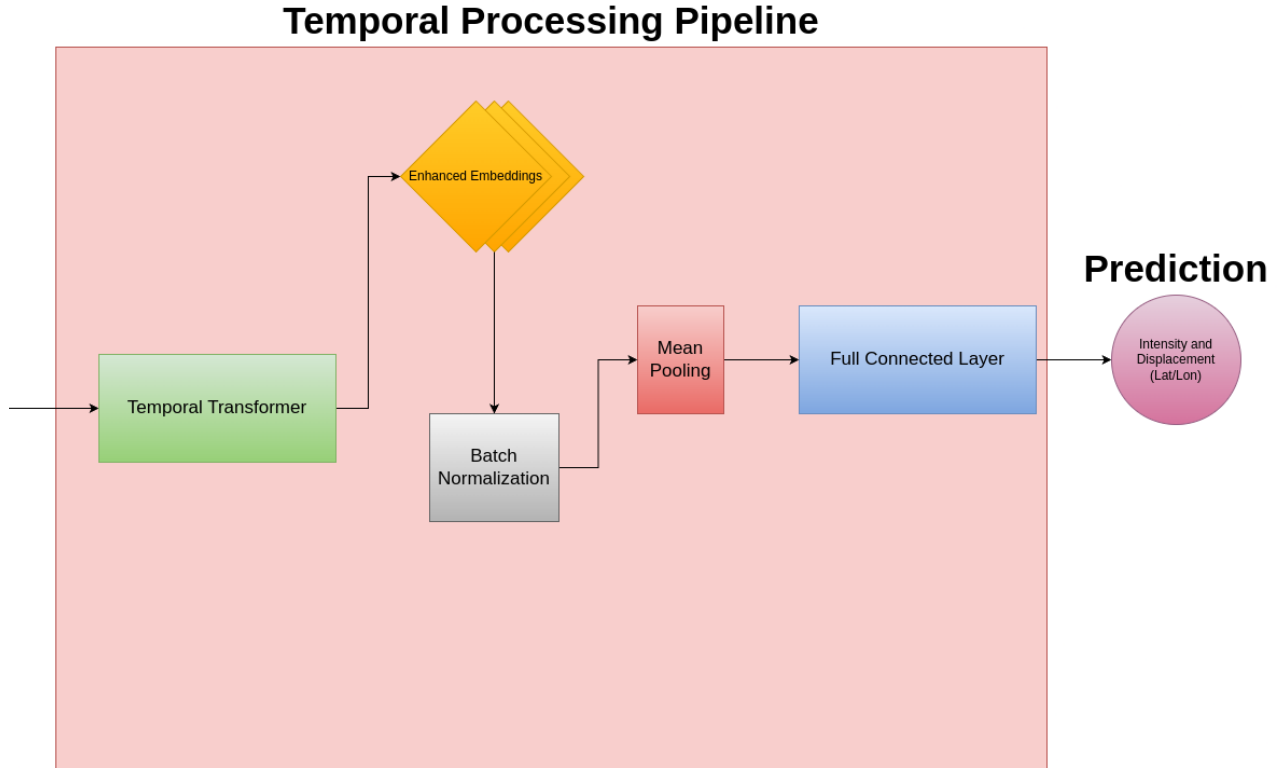 Temporal Processing Pipeline
Enhanced Embeddings
Prediction
Mean
Pooling
Full Connected Layer
Intensity and
Displacement
(Lat/Lon)
Temporal Transformer
Batch
Normalization